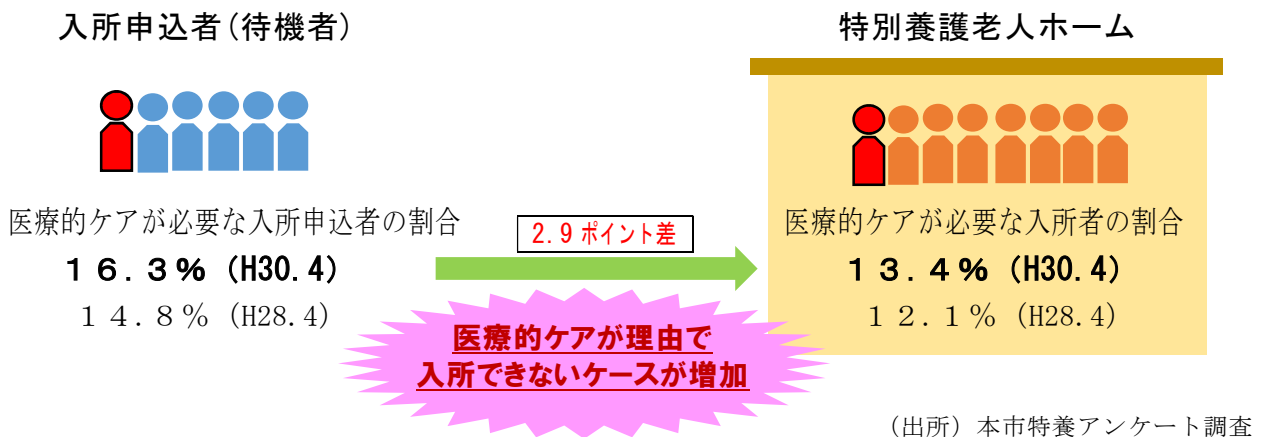 入所申込者(待機者)
特別養護老人ホーム
医療的ケアが必要な入所申込者の割合
１６.３％ (H30.4)
１４.８％ (H28.4)
2.9ポイント差
医療的ケアが理由で
入所できないケースが増加
医療的ケアが必要な入所者の割合
１３.４％ (H30.4)
１２.１％ (H28.4)
（出所）本市特養アンケート調査